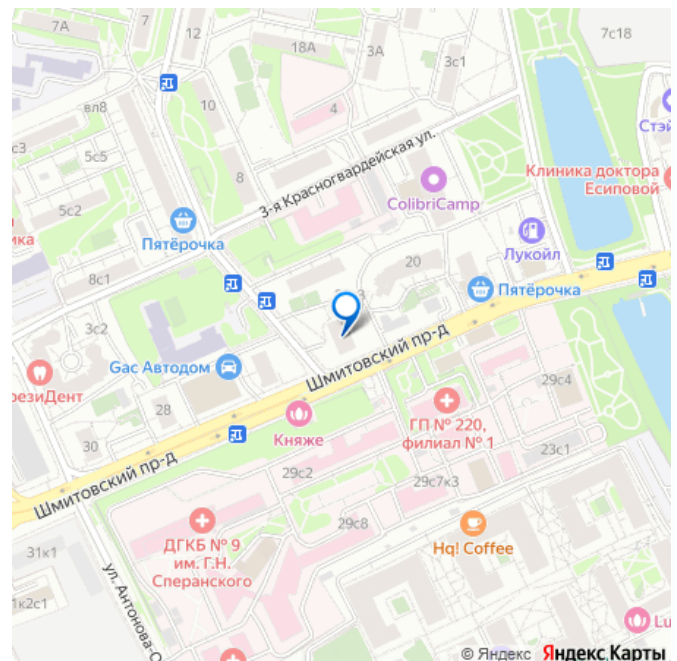 7
12
18А
3А
3с1
7с18
7А
вл8
10
4
с3
5с5
8
3-я Красногвардейская ул.
ColibriCamp
Клиника доктора
Есиповой
5с2
Пятёрочка
Лукойл
8с1
20
Пятёрочка
3с2
Gac Автодом
Шмитовский пр-д
28
29с4
30
Княже
ГП № 220,
филиал № 1
23с1
Шмитовский пр-д
29с2
29с7к3
29с8
31к1
ДГКБ № 9
им. Г.Н.
Сперанского
Hq! Coffee
ул. Антонова-О
1к2с1
Lu
© Яндекс Яндекс Карты